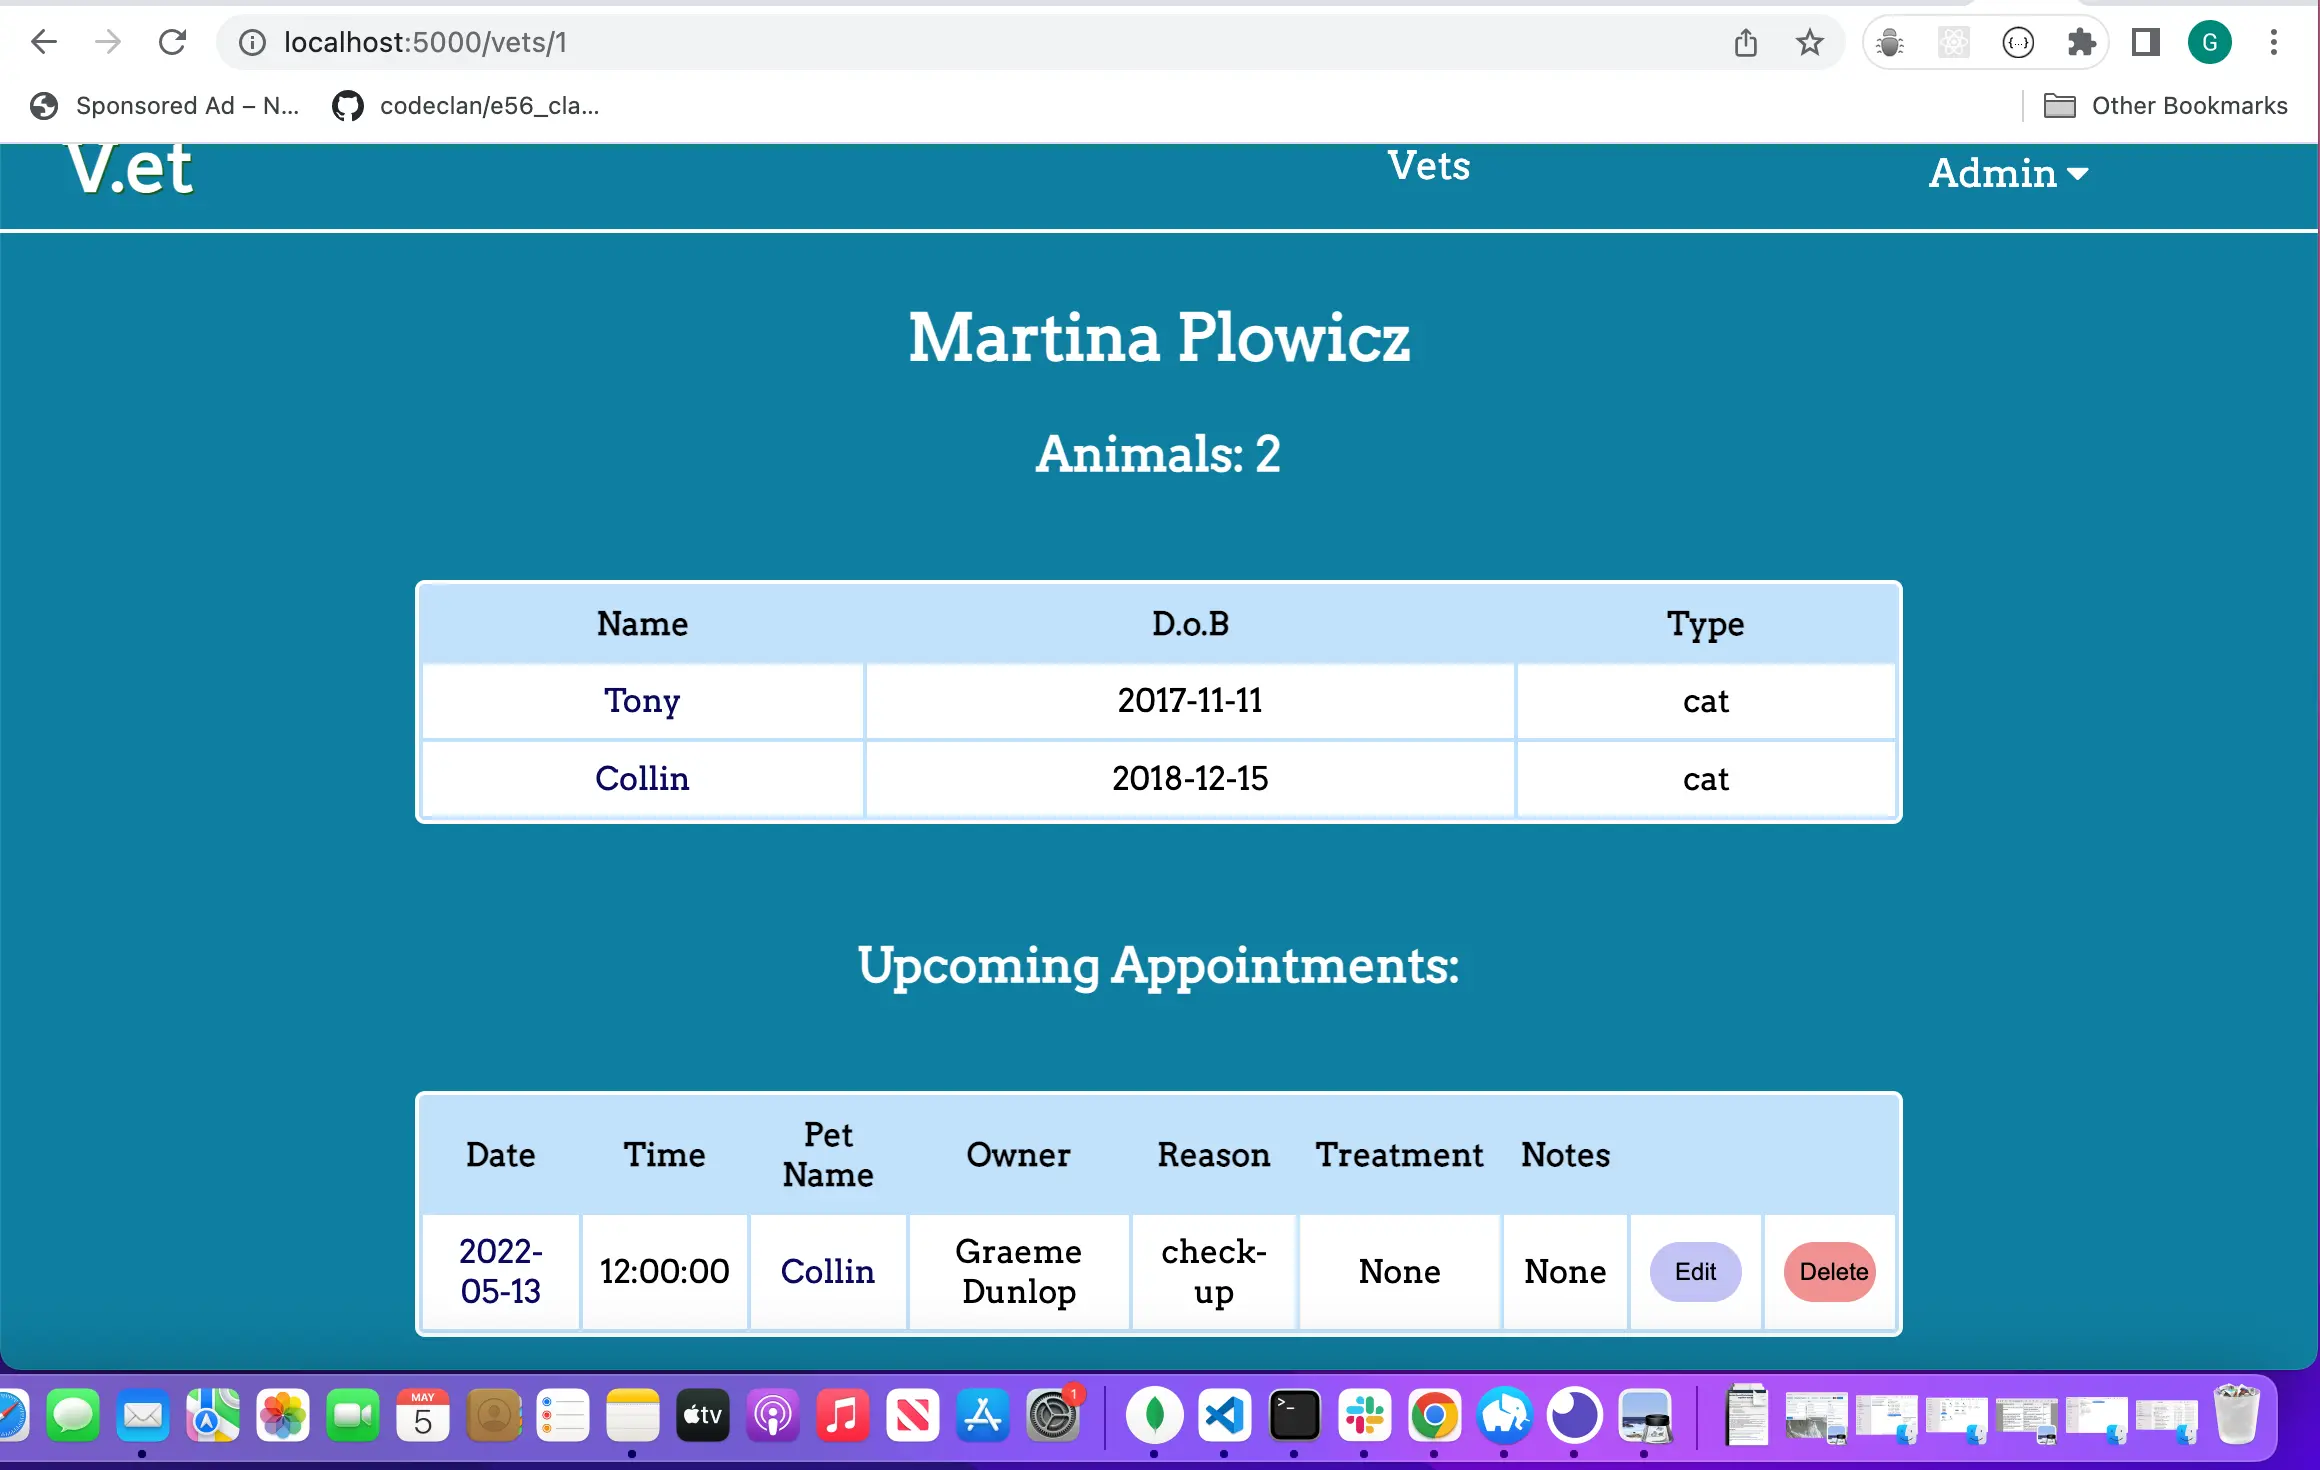 localhost:5000/vets/1
G
Sponsored Ad – N...
codeclan/e56_cla...
Other Bookmarks
V.et
Vets
Admin
Martina Plowicz
Animals: 2
Name D.o.B Type
Tony 2017-11-11 cat
Collin 2018-12-15 cat
Upcoming Appointments:
Date Time Pet Name Owner Reason Treatment Notes
2022-05-13 12:00:00 Collin Graeme Dunlop check-up None None Edit Delete
MAY
5
tv
1